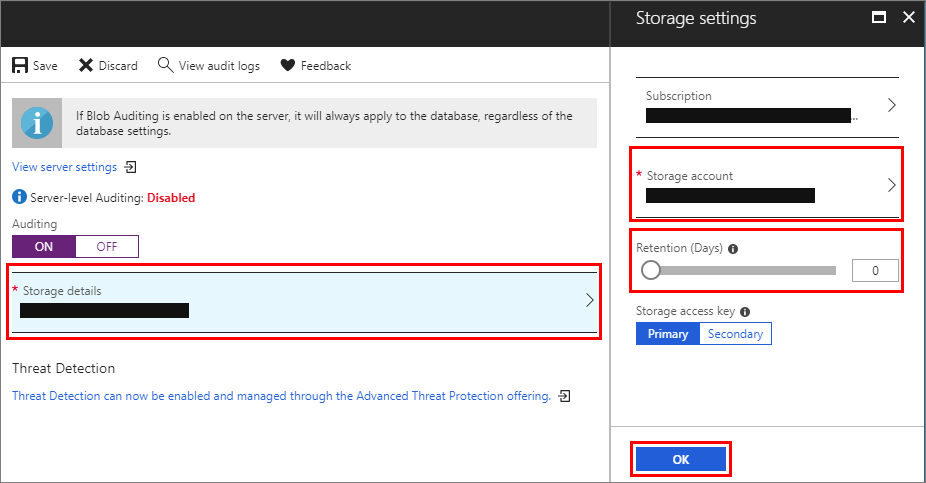 Storage settings
Save Discard View audit logs Feedback
If Blob Auditing is enabled on the server, it will always apply to the database, regardless of the
database settings.
View server settings
Server-level Auditing: Disabled
Auditing
ON OFF
* Storage details
Threat Detection
Threat Detection can now be enabled and managed through the Advanced Threat Protection offering.
Subscription
...
* Storage account
Retention (Days)
0
Storage access key
Primary Secondary
OK